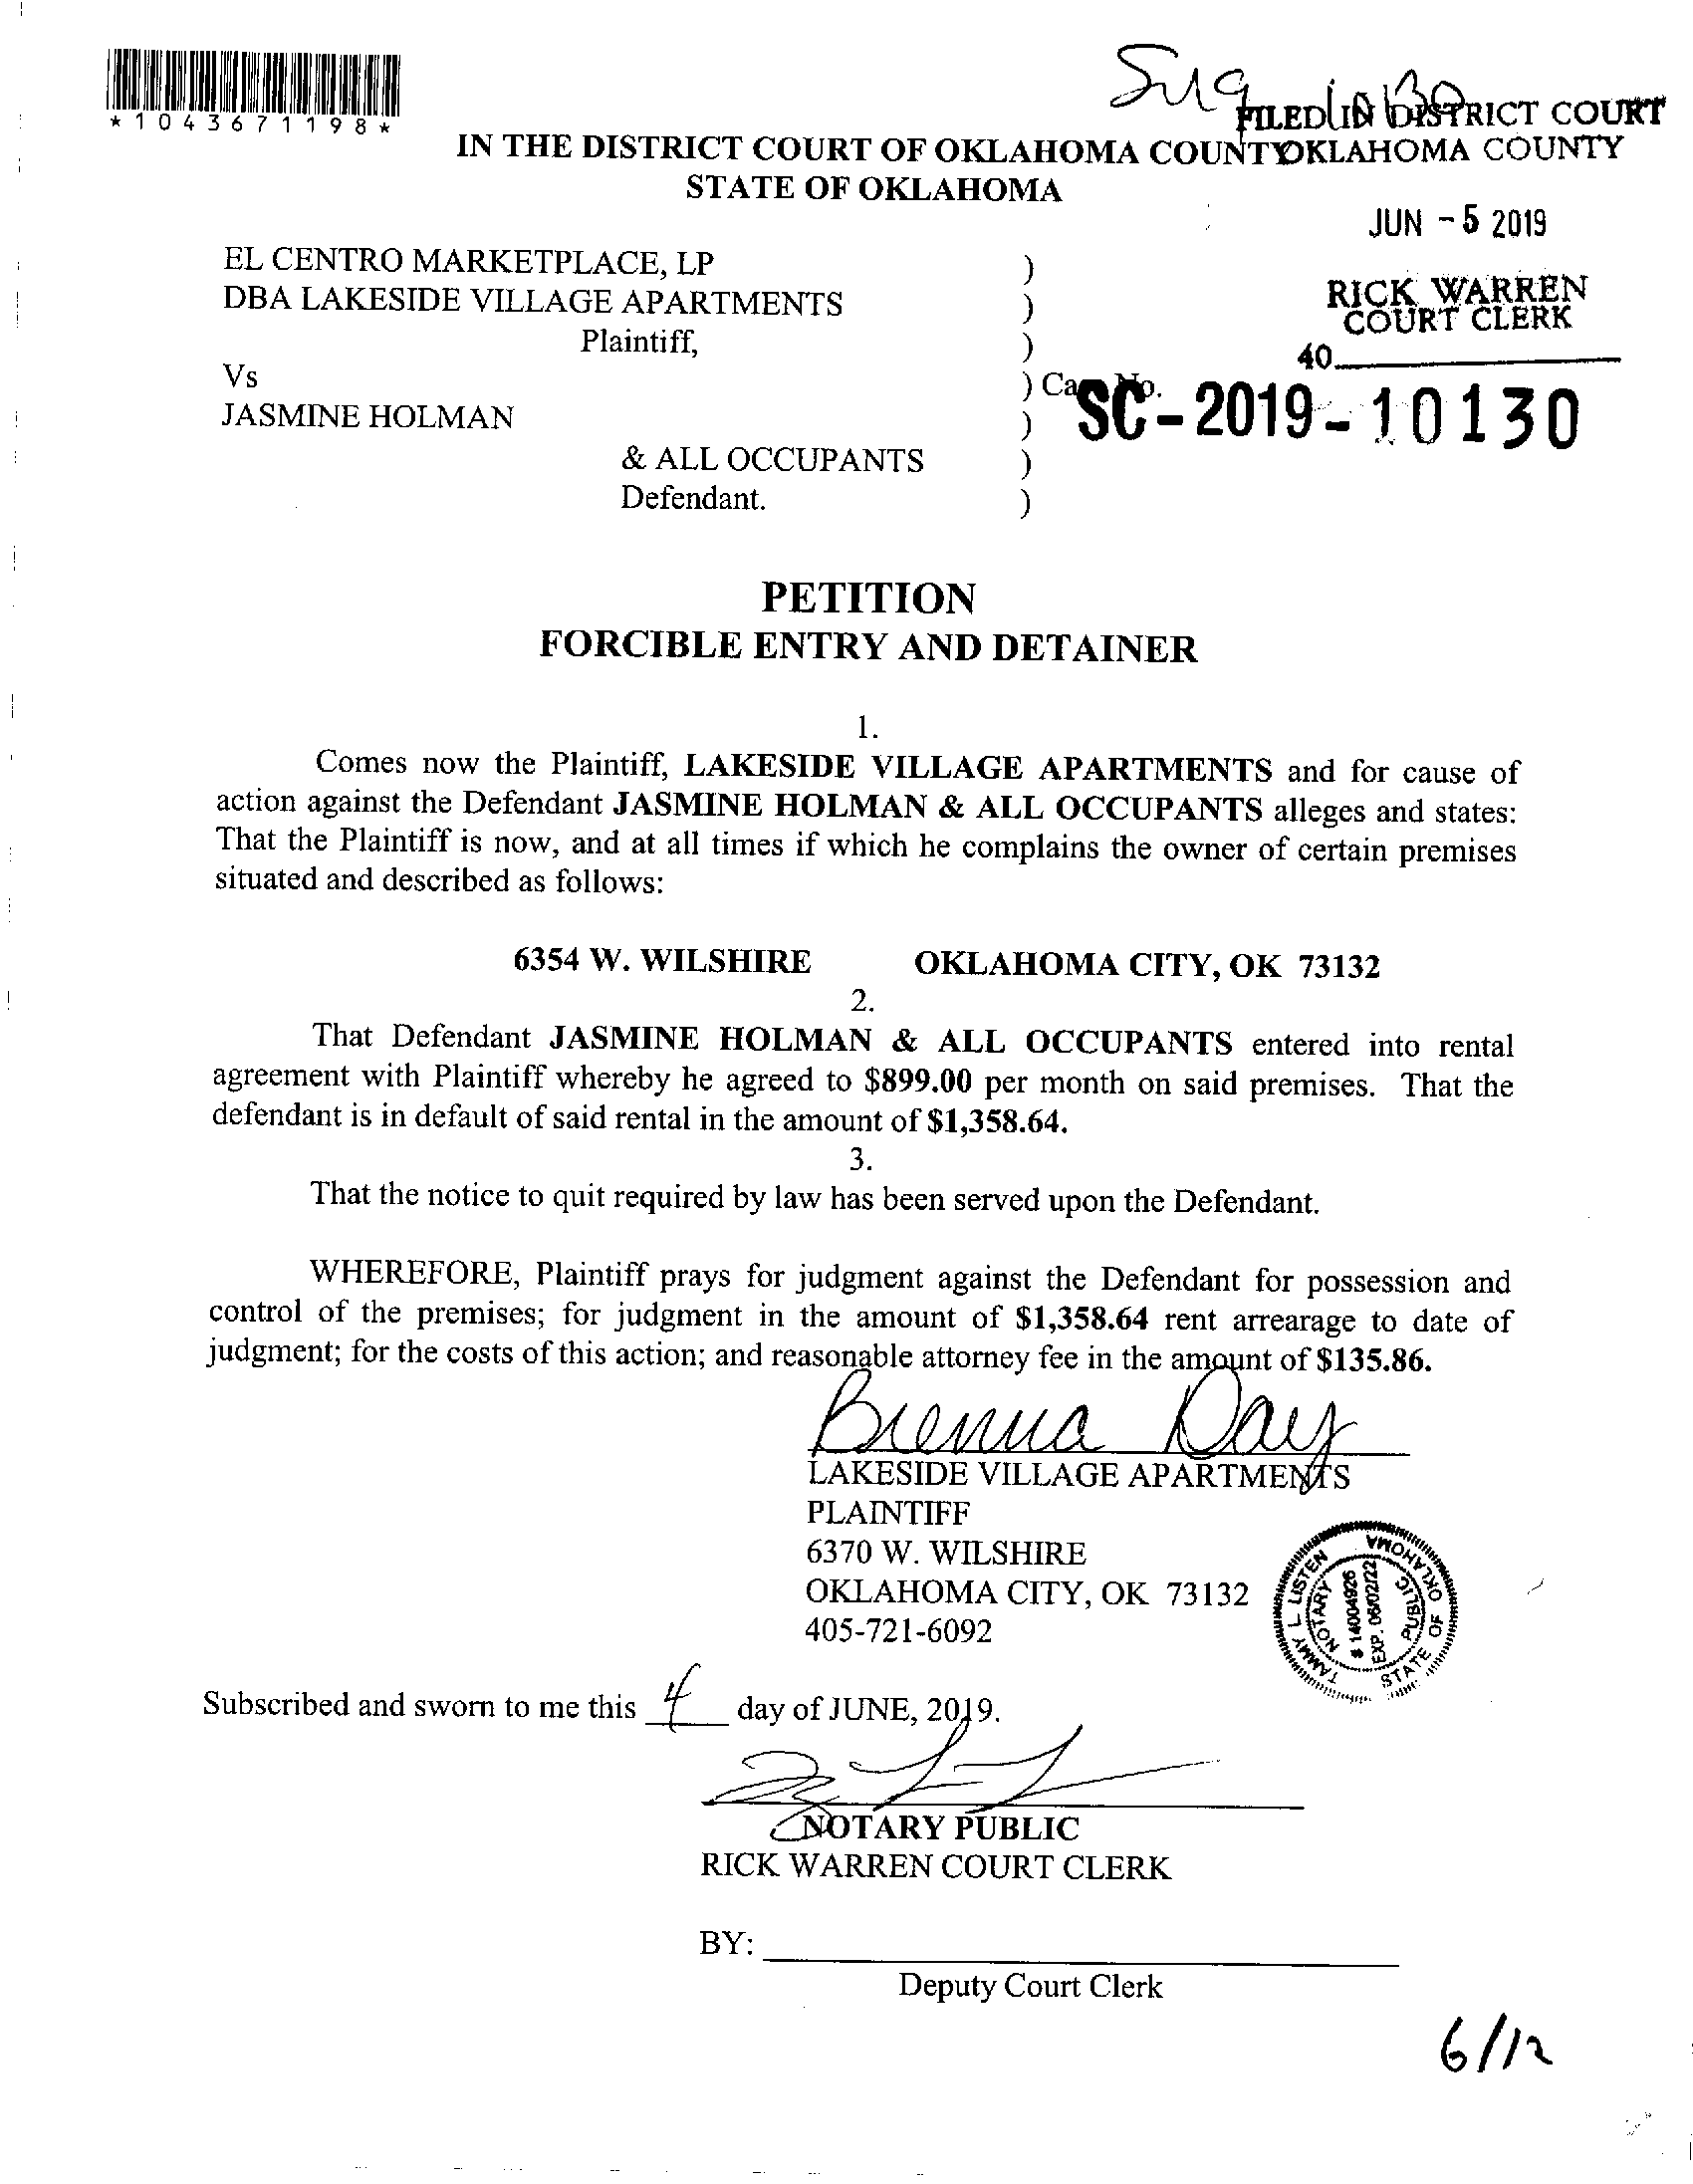 *1043671198*
FILED IN DISTRICT COURT
IN THE DISTRICT COURT OF OKLAHOMA COUNTY OKLAHOMA COUNTY
STATE OF OKLAHOMA
JUN - 5 2019
EL CENTRO MARKETPLACE, LP )
DBA LAKESIDE VILLAGE APARTMENTS )
RICK WARREN
COURT CLERK
Plaintiff, )
40
Vs ) Case No.
SC-2019-10130
JASMINE HOLMAN )
& ALL OCCUPANTS )
Defendant. )
PETITION
FORCIBLE ENTRY AND DETAINER
1.
Comes now the Plaintiff, LAKESIDE VILLAGE APARTMENTS and for cause of
action against the Defendant JASMINE HOLMAN & ALL OCCUPANTS alleges and states:
That the Plaintiff is now, and at all times if which he complains the owner of certain premises
situated and described as follows:
6354 W. WILSHIRE OKLAHOMA CITY, OK 73132
2.
That Defendant JASMINE HOLMAN & ALL OCCUPANTS entered into rental
agreement with Plaintiff whereby he agreed to $899.00 per month on said premises. That the
defendant is in default of said rental in the amount of $1,358.64.
3.
That the notice to quit required by law has been served upon the Defendant.
WHEREFORE, Plaintiff prays for judgment against the Defendant for possession and
control of the premises; for judgment in the amount of $1,358.64 rent arrearage to date of
judgment; for the costs of this action; and reasonable attorney fee in the amount of $135.86.
Brenna Day
LAKESIDE VILLAGE APARTMENTS
PLAINTIFF
6370 W. WILSHIRE
OKLAHOMA CITY, OK 73132
405-721-6092
TAMMY L. LISTEN
NOTARY PUBLIC
# 14004926
EXP. 06/02/22
STATE OF OKLAHOMA
Subscribed and sworn to me this 4 day of JUNE, 2019.
NOTARY PUBLIC
RICK WARREN COURT CLERK
BY:
Deputy Court Clerk
6/12